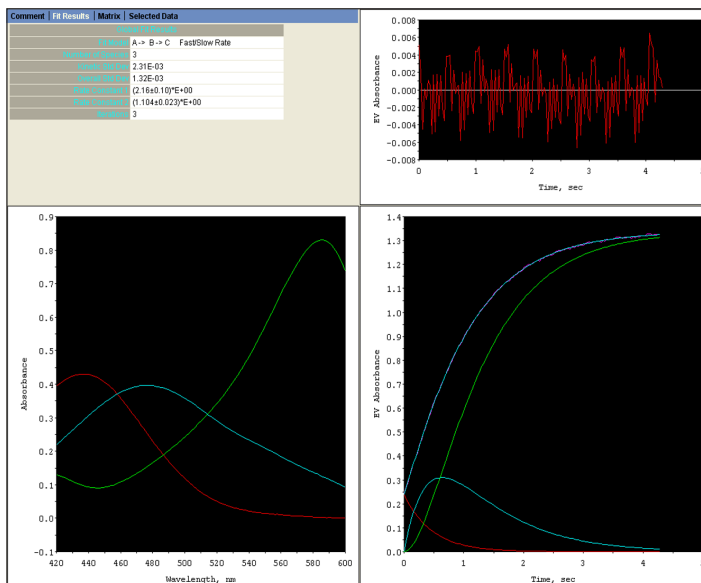 Comment Fit Results Matrix Selected Data
A-> B-> C Fast/Slow Rate
3
2.31E-03
1.32E-03
(2.16±0.10)*E+00
(1.104±0.023)*E+00
3
0.008
0.006
0.004
0.002
0.000
-0.002
-0.004
-0.006
-0.008
EV Absorbance
0 1 2 3 4
Time, sec
0.9
0.8
0.7
0.6
0.5
0.4
0.3
0.2
0.1
0.0
-0.1
Absorbance
420 440 460 480 500 520 540 560 580 600
Wavelength, nm
1.4
1.3
1.2
1.1
1.0
0.9
0.8
0.7
0.6
0.5
0.4
0.3
0.2
0.1
0.0
EV Absorbance
0 1 2 3 4
Time, sec